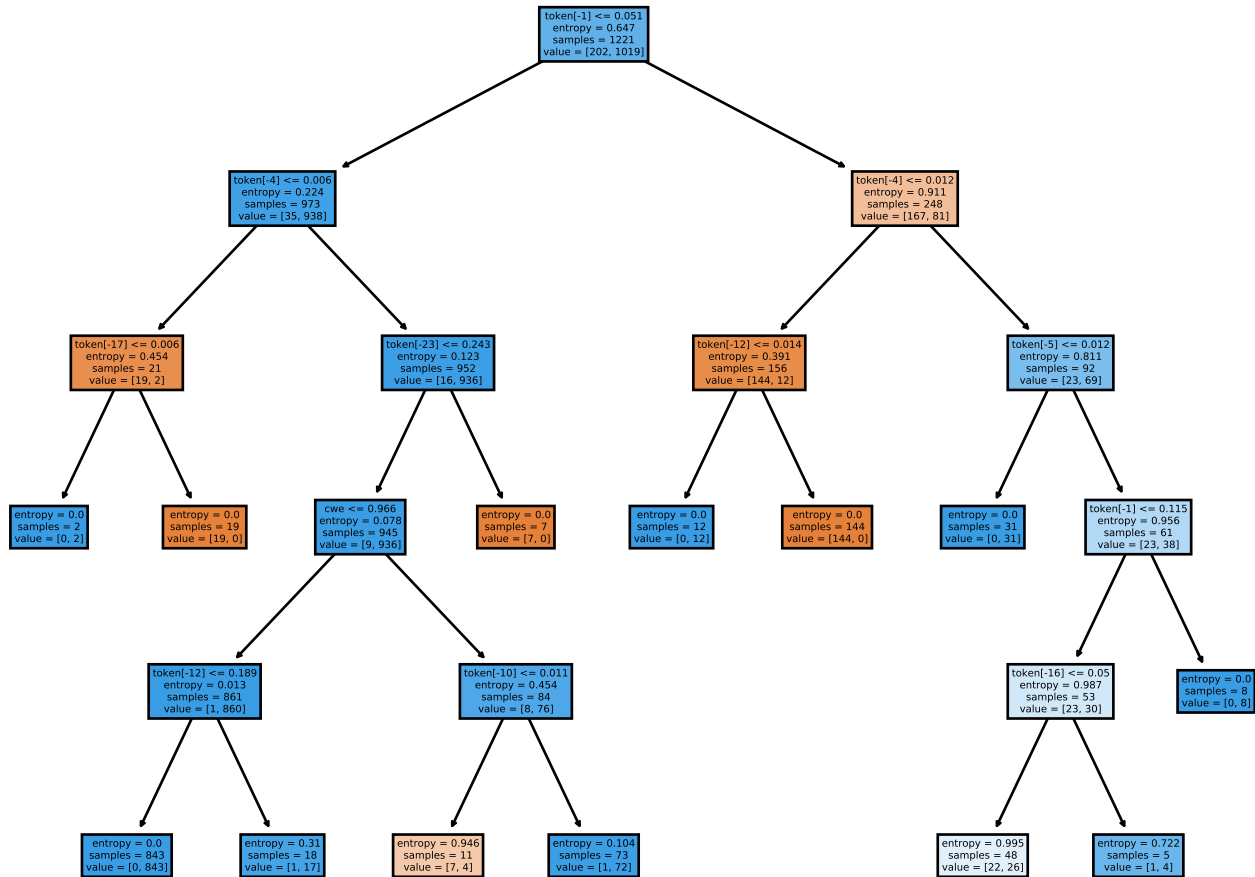 token[-1] <= 0.051
entropy = 0.647
samples = 1221
value = [202, 1019]
token[-4] <= 0.006
entropy = 0.224
samples = 973
value = [35, 938]
token[-4] <= 0.012
entropy = 0.911
samples = 248
value = [167, 81]
token[-17] <= 0.006
entropy = 0.454
samples = 21
value = [19, 2]
token[-23] <= 0.243
entropy = 0.123
samples = 952
value = [16, 936]
token[-12] <= 0.014
entropy = 0.391
samples = 156
value = [144, 12]
token[-5] <= 0.012
entropy = 0.811
samples = 92
value = [23, 69]
entropy = 0.0
samples = 2
value = [0, 2]
entropy = 0.0
samples = 19
value = [19, 0]
cwe <= 0.966
entropy = 0.078
samples = 945
value = [9, 936]
entropy = 0.0
samples = 7
value = [7, 0]
entropy = 0.0
samples = 12
value = [0, 12]
entropy = 0.0
samples = 144
value = [144, 0]
entropy = 0.0
samples = 31
value = [0, 31]
token[-1] <= 0.115
entropy = 0.956
samples = 61
value = [23, 38]
token[-12] <= 0.189
entropy = 0.013
samples = 861
value = [1, 860]
token[-10] <= 0.011
entropy = 0.454
samples = 84
value = [8, 76]
token[-16] <= 0.05
entropy = 0.987
samples = 53
value = [23, 30]
entropy = 0.0
samples = 8
value = [0, 8]
entropy = 0.0
samples = 843
value = [0, 843]
entropy = 0.31
samples = 18
value = [1, 17]
entropy = 0.946
samples = 11
value = [7, 4]
entropy = 0.104
samples = 73
value = [1, 72]
entropy = 0.995
samples = 48
value = [22, 26]
entropy = 0.722
samples = 5
value = [1, 4]